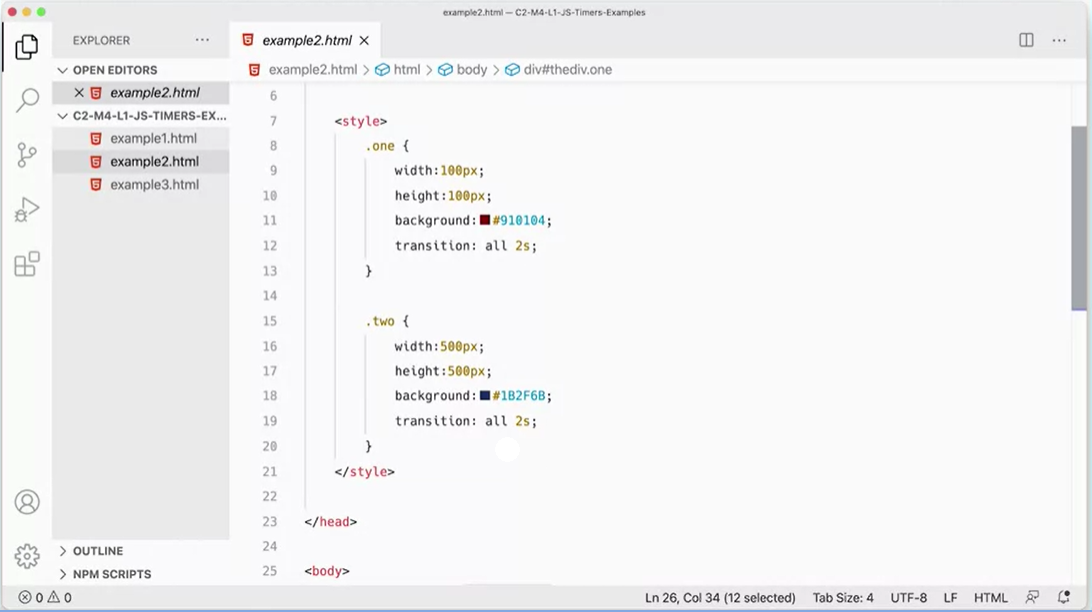 example2.html — C2-M4-L1-JS-Timers-Examples
EXPLORER
OPEN EDITORS
example2.html
C2-M4-L1-JS-TIMERS-EX...
example1.html
example2.html
example3.html
OUTLINE
NPM SCRIPTS
example2.html
example2.html > html > body > div#thediv.one
6
7 <style>
8 .one {
9 width:100px;
10 height:100px;
11 background:#910104;
12 transition: all 2s;
13 }
14
15 .two {
16 width:500px;
17 height:500px;
18 background:#1B2F6B;
19 transition: all 2s;
20 }
21 </style>
22
23 </head>
24
25 <body>
0 0
Ln 26, Col 34 (12 selected) Tab Size: 4 UTF-8 LF HTML